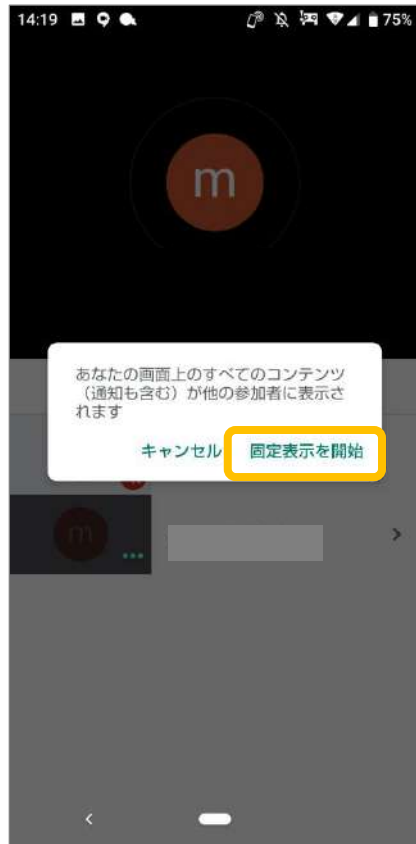 14:19 75%
m
あなたの画面上のすべてのコンテンツ
（通知も含む）が他の参加者に表示さ
れます
キャンセル 固定表示を開始
m